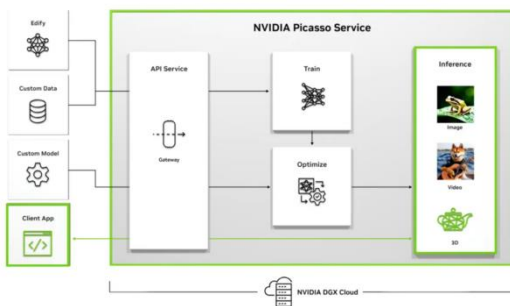 NVIDIA Picasso Service
Edify
Custom Data
Custom Model
Client App
</>
API Service
Gateway
Train
Optimize
Inference
Image
Video
3D
NVIDIA DGX Cloud